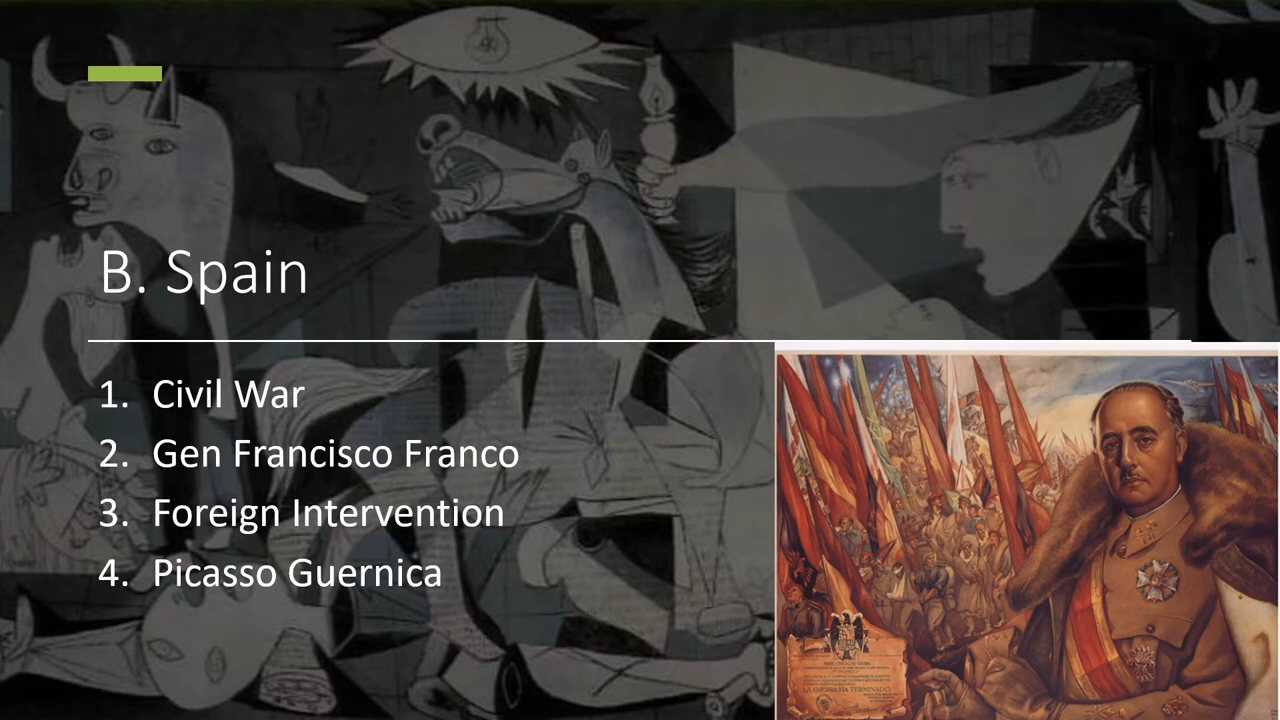 B. Spain
1. Civil War
2. Gen Francisco Franco
3. Foreign Intervention
4. Picasso Guernica
LA GUERRA HA TERMINADO